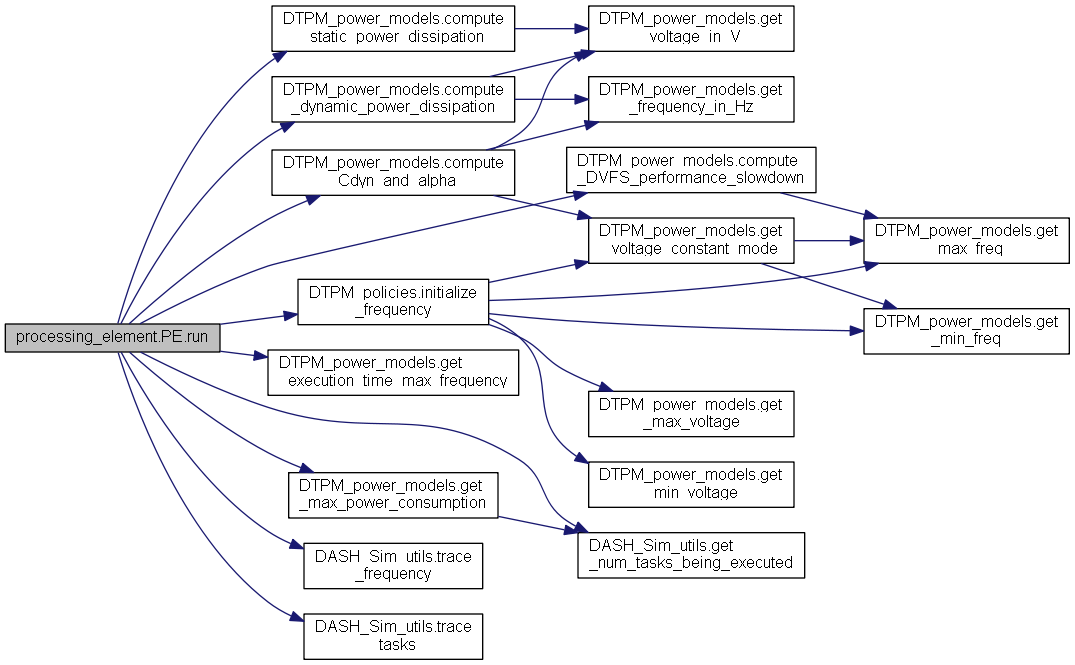 DTPM_power_models.compute
_static_power_dissipation
DTPM_power_models.get
_voltage_in_V
DTPM_power_models.compute
_dynamic_power_dissipation
DTPM_power_models.get
_frequency_in_Hz
DTPM_power_models.compute
_Cdyn_and_alpha
DTPM_power_models.compute
_DVFS_performance_slowdown
DTPM_power_models.get
_voltage_constant_mode
DTPM_power_models.get
_max_freq
DTPM_policies.initialize
_frequency
processing_element.PE.run
DTPM_power_models.get
_min_freq
DTPM_power_models.get
_execution_time_max_frequency
DTPM_power_models.get
_max_voltage
DTPM_power_models.get
_max_power_consumption
DTPM_power_models.get
_min_voltage
DASH_Sim_utils.get
_num_tasks_being_executed
DASH_Sim_utils.trace
_frequency
DASH_Sim_utils.trace
_tasks